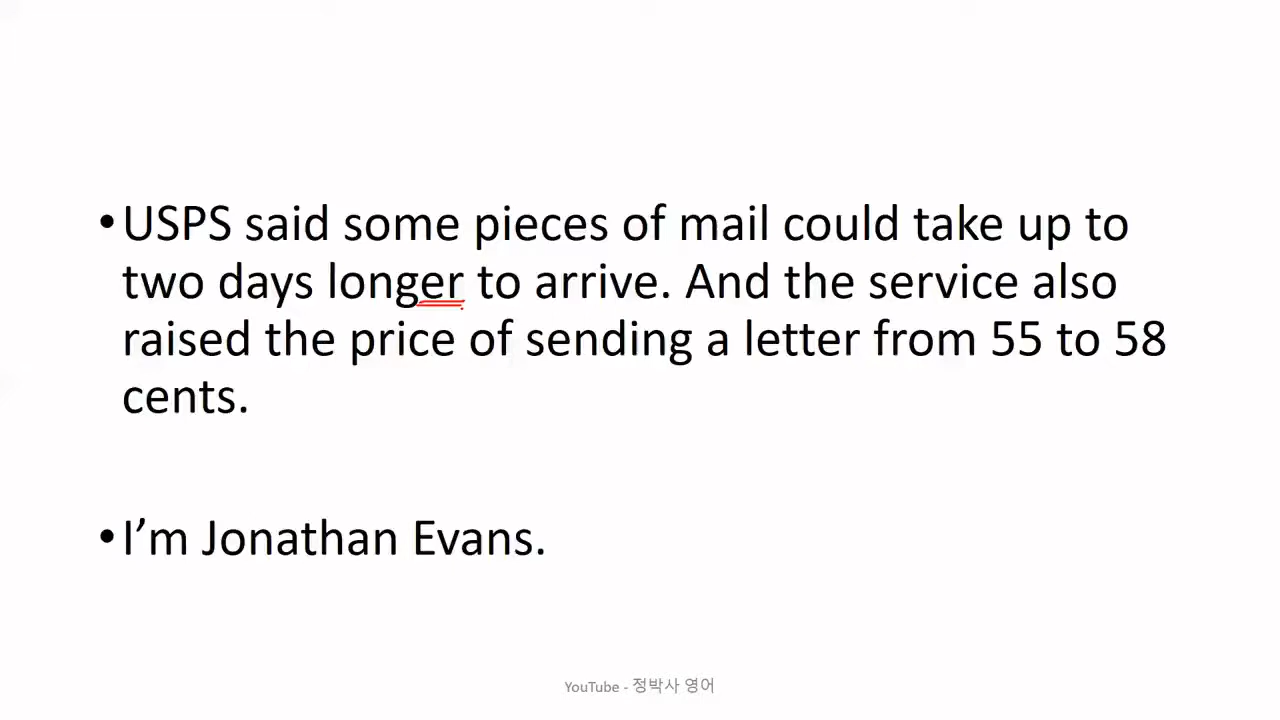 •USPS said some pieces of mail could take up to
two days longer to arrive. And the service also
raised the price of sending a letter from 55 to 58
cents.
•I’m Jonathan Evans.
YouTube - 정박사 영어